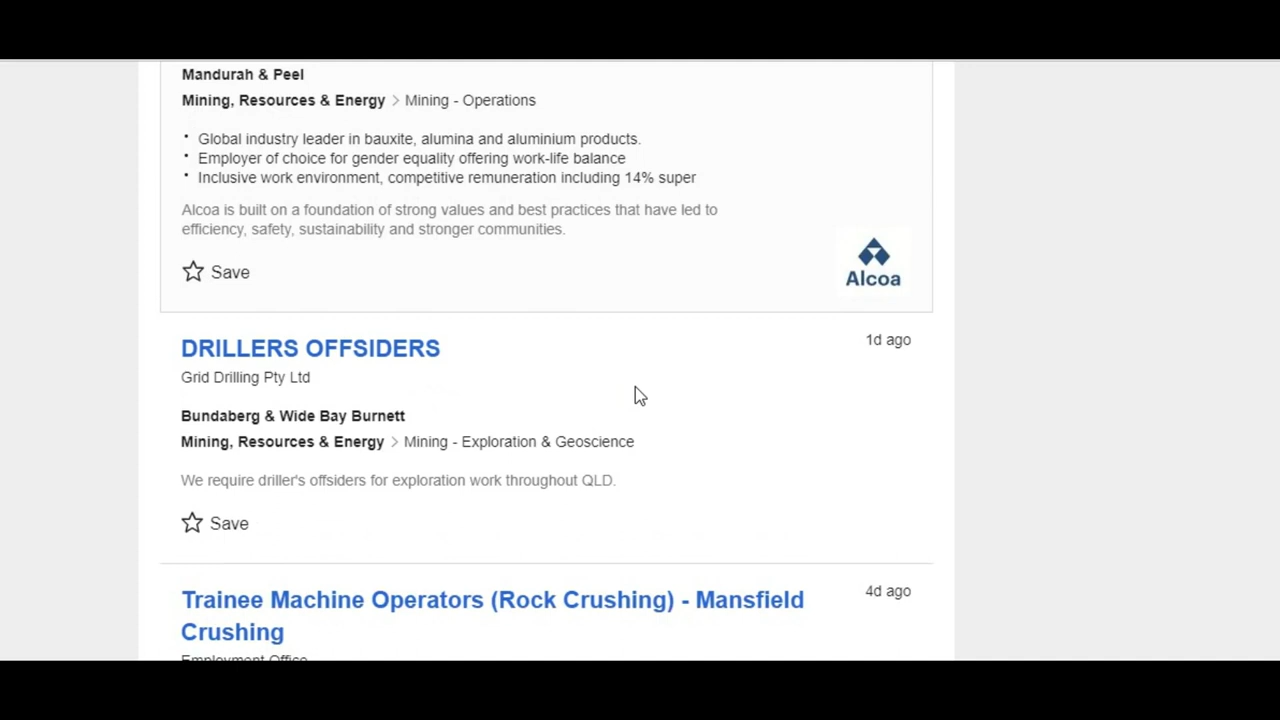 Mandurah & Peel
Mining, Resources & Energy > Mining - Operations
• Global industry leader in bauxite, alumina and aluminium products.
• Employer of choice for gender equality offering work-life balance
• Inclusive work environment, competitive remuneration including 14% super
Alcoa is built on a foundation of strong values and best practices that have led to
efficiency, safety, sustainability and stronger communities.
Save
Alcoa
DRILLERS OFFSIDERS
1d ago
Grid Drilling Pty Ltd
Bundaberg & Wide Bay Burnett
Mining, Resources & Energy > Mining - Exploration & Geoscience
We require driller's offsiders for exploration work throughout QLD.
Save
Trainee Machine Operators (Rock Crushing) - Mansfield
Crushing
4d ago
Employment Office